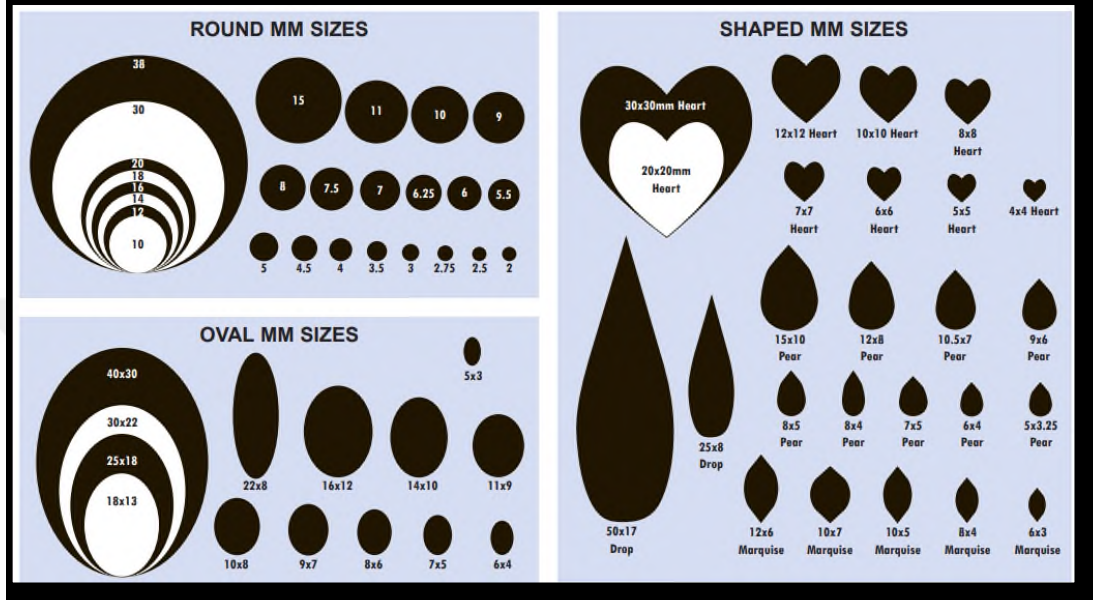 ROUND MM SIZES
38
30
20
18
16
14
12
10
15
11
10
9
8
7.5
7
6.25
6
5.5
5
4.5
4
3.5
3
2.75
2.5
2
OVAL MM SIZES
40x30
30x22
25x18
18x13
5x3
22x8
16x12
14x10
11x9
10x8
9x7
8x6
7x5
6x4
SHAPED MM SIZES
30x30mm Heart
20x20mm
Heart
12x12 Heart
10x10 Heart
8x8
Heart
7x7
Heart
6x6
Heart
5x5
Heart
4x4 Heart
15x10
Pear
12x8
Pear
10.5x7
Pear
9x6
Pear
8x5
Pear
8x4
Pear
7x5
Pear
6x4
Pear
5x3.25
Pear
25x8
Drop
50x17
Drop
12x6
Marquise
10x7
Marquise
10x5
Marquise
8x4
Marquise
6x3
Marquise